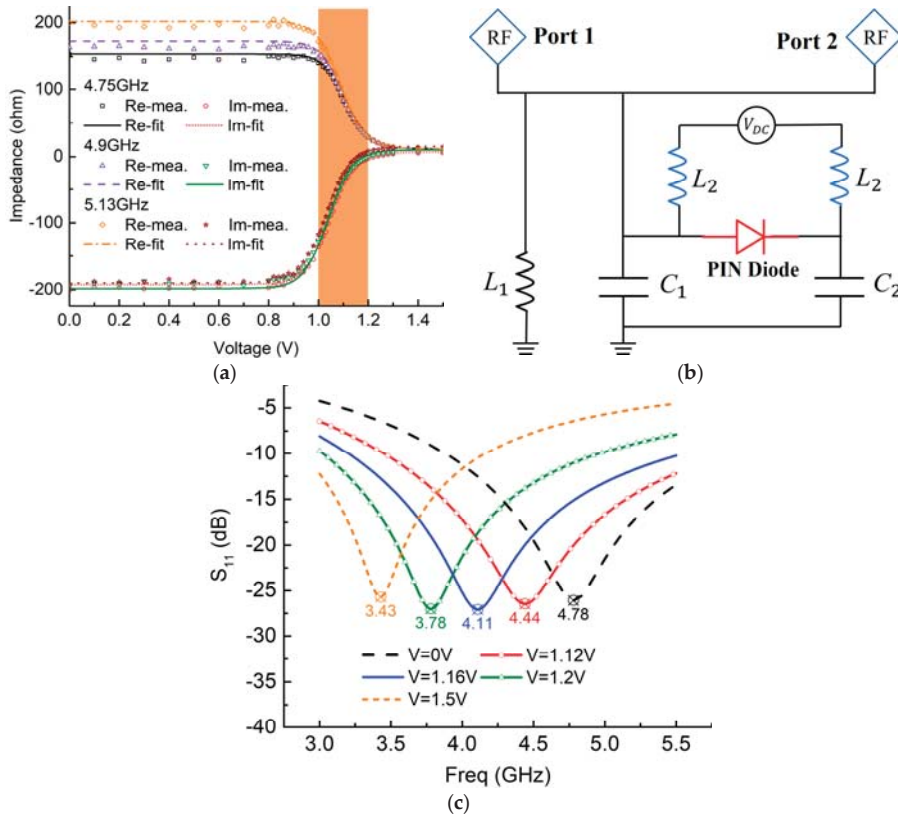 200
100
0
-100
-200
Impedance (ohm)
4.75GHz
Re-mea. Im-mea.
Re-fit Im-fit
4.9GHz
Re-mea. Im-mea.
Re-fit Im-fit
5.13GHz
Re-mea. Im-mea.
Re-fit Im-fit
0.0 0.2 0.4 0.6 0.8 1.0 1.2 1.4
Voltage (V)
(a)
RF Port 1 Port 2 RF
V_DC
L_2 L_2
PIN Diode
L_1 C_1 C_2
(b)
-5
-10
-15
-20
-25
-30
-35
-40
S_11 (dB)
3.43 3.78 4.11 4.44 4.78
V=0V V=1.12V
V=1.16V V=1.2V
V=1.5V
3.0 3.5 4.0 4.5 5.0 5.5
Freq (GHz)
(c)